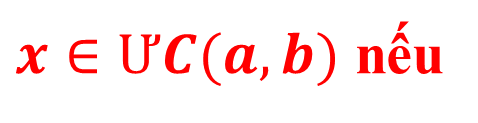 x ∈ ƯC(a, b) nếu